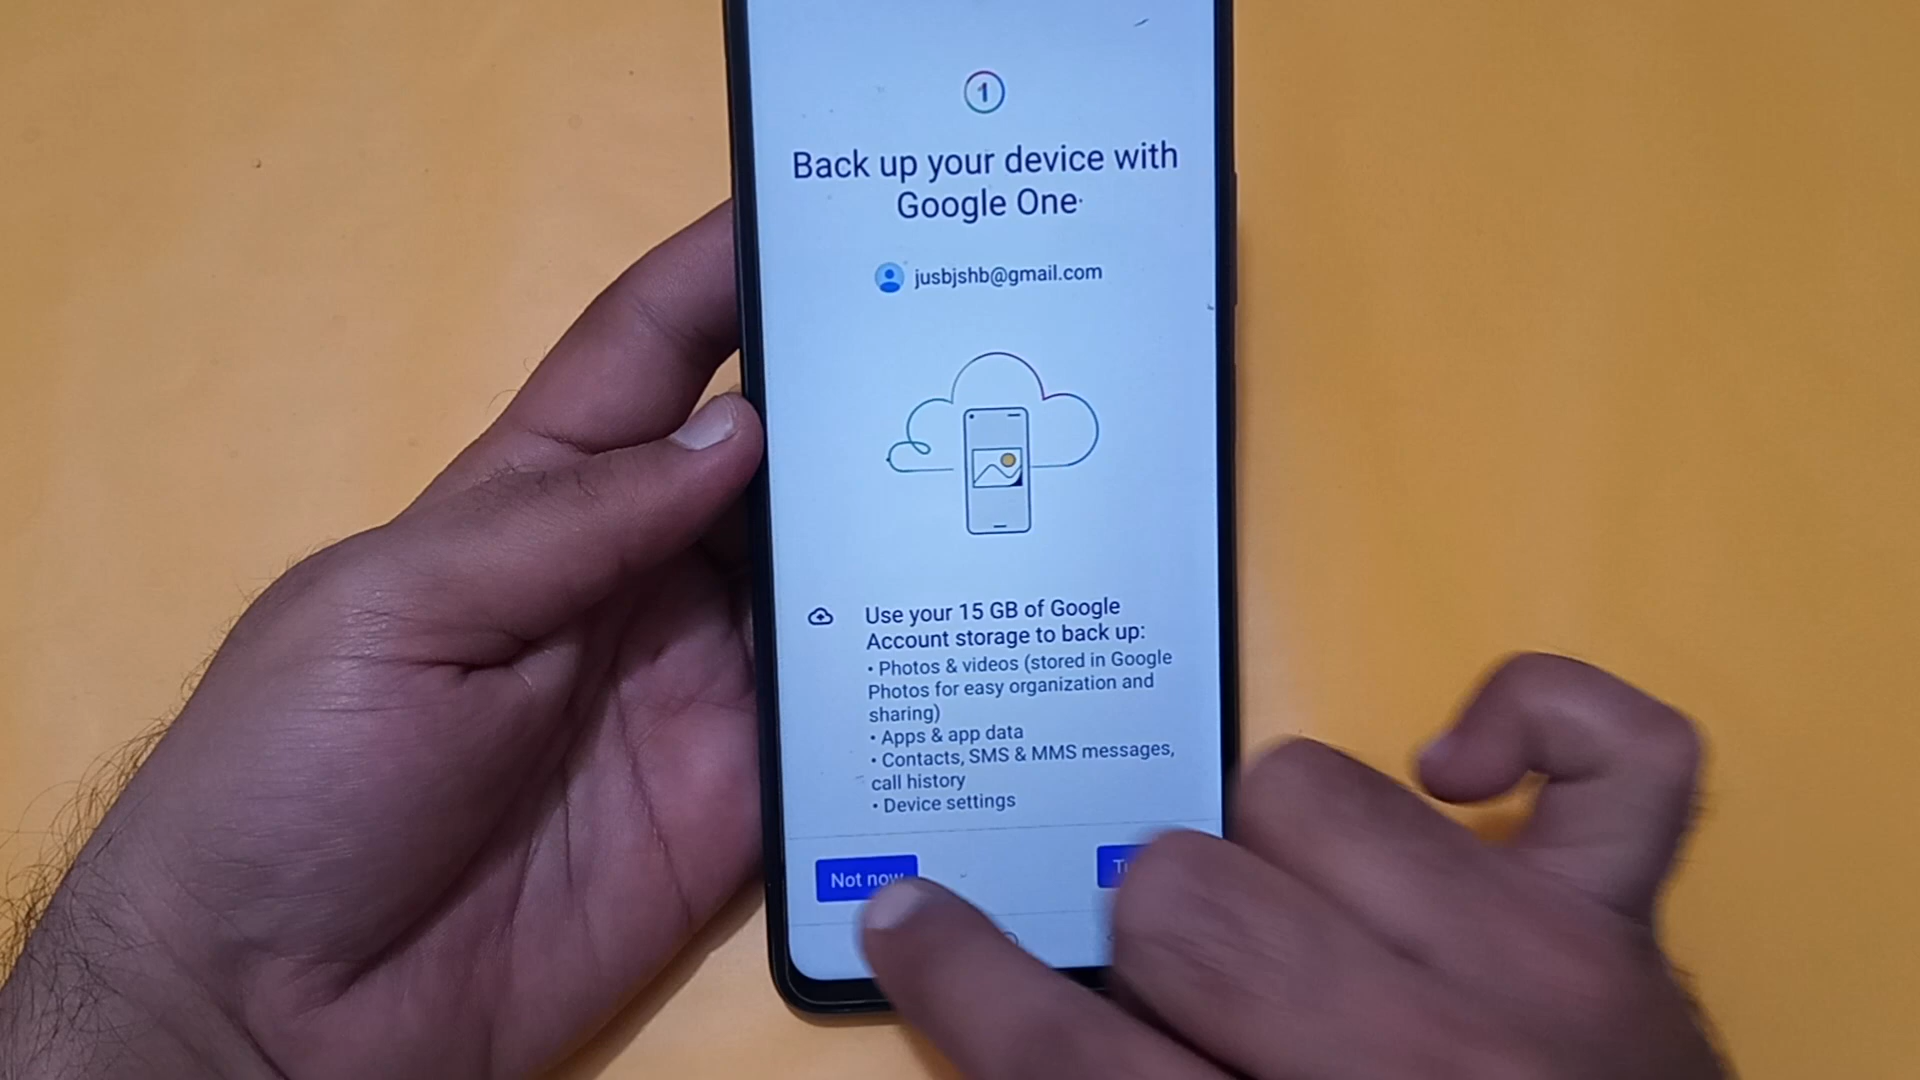 1
Back up your device with
Google One
jusbjshb@gmail.com
Use your 15 GB of Google
Account storage to back up:
• Photos & videos (stored in Google
Photos for easy organization and
sharing)
• Apps & app data
• Contacts, SMS & MMS messages,
call history
• Device settings
Not now